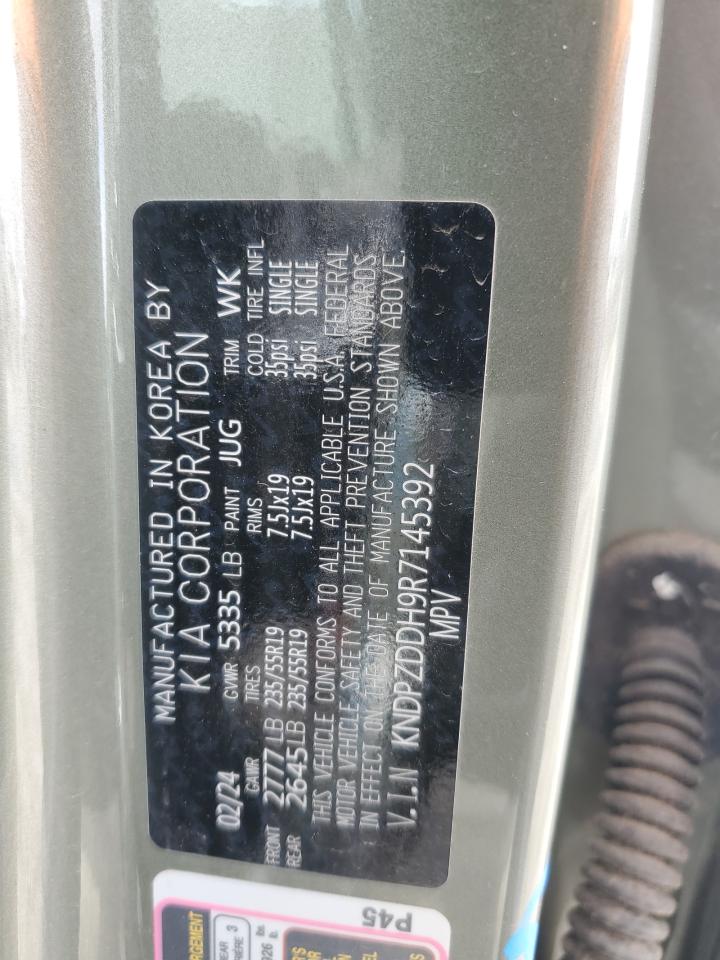 MANUFACTURED IN KOREA BY
KIA CORPORATION
02/24 GVWR 5335 LB PAINT JUG TRIM WK
GAWR TIRES RIMS COLD TIRE INFL
FRONT 2777 LB 235/55R19 7.5Jx19 35psi SINGLE
REAR 2645 LB 235/55R19 7.5Jx19 35psi SINGLE
THIS VEHICLE CONFORMS TO ALL APPLICABLE U.S.A. FEDERAL
MOTOR VEHICLE SAFETY AND THEFT PREVENTION STANDARDS
IN EFFECT ON THE DATE OF MANUFACTURE SHOWN ABOVE.
V.I.N KNDPZDDH9R7145392
MPV
P45